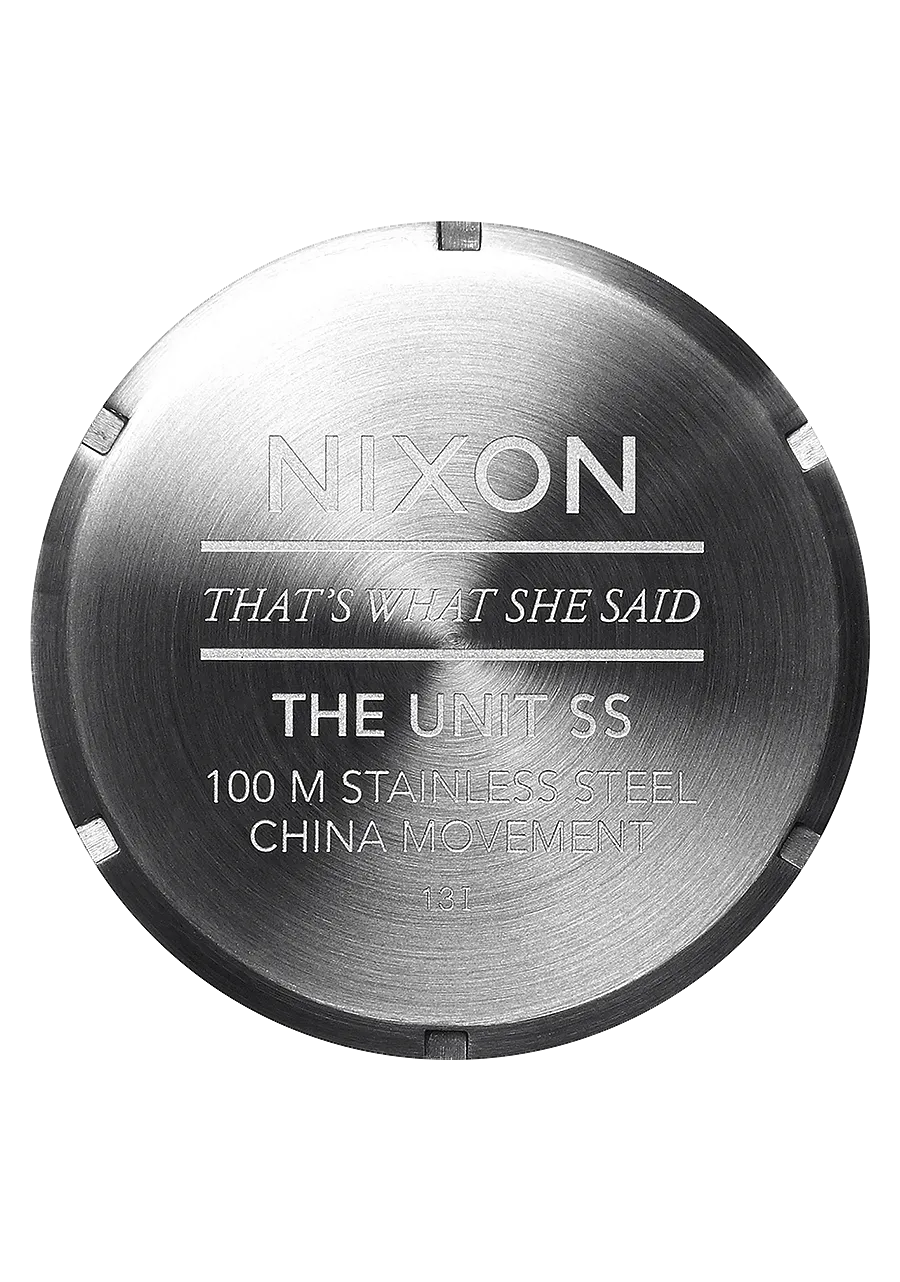 NIXON
THAT'S WHAT SHE SAID
THE UNIT SS
100 M STAINLESS STEEL
CHINA MOVEMENT
13I